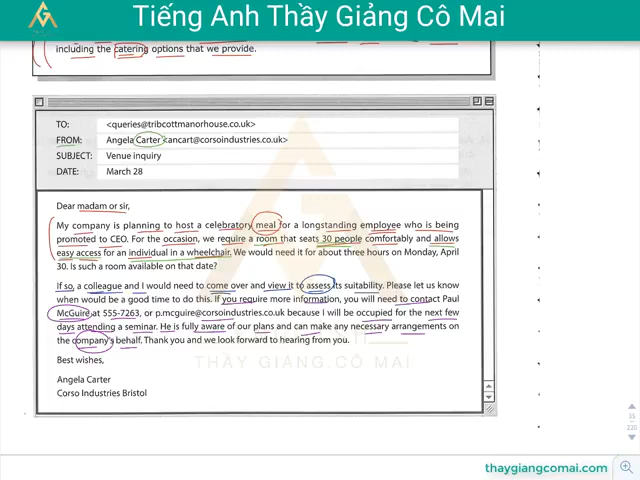 Tiếng Anh Thầy Giảng Cô Mai
including the catering options that we provide.
TO: <queries@tribcottmanorhouse.co.uk>
FROM: Angela Carter <ancart@corsoindustries.co.uk>
SUBJECT: Venue inquiry
DATE: March 28
Dear madam or sir,
My company is planning to host a celebratory meal for a longstanding employee who is being
promoted to CEO. For the occasion, we require a room that seats 30 people comfortably and allows
easy access for an individual in a wheelchair. We would need it for about three hours on Monday, April
30. Is such a room available on that date?
If so, a colleague and I would need to come over and view it to assess its suitability. Please let us know
when would be a good time to do this. If you require more information, you will need to contact Paul
McGuire at 555-7263, or p.mcguire@corsoindustries.co.uk because I will be occupied for the next few
days attending a seminar. He is fully aware of our plans and can make any necessary arrangements on
the company's behalf. Thank you and we look forward to hearing from you.
Best wishes,
THẦY GIẢNG.CÔ MAI
Angela Carter
Corso Industries Bristol
35
220
thaygiangcomai.com